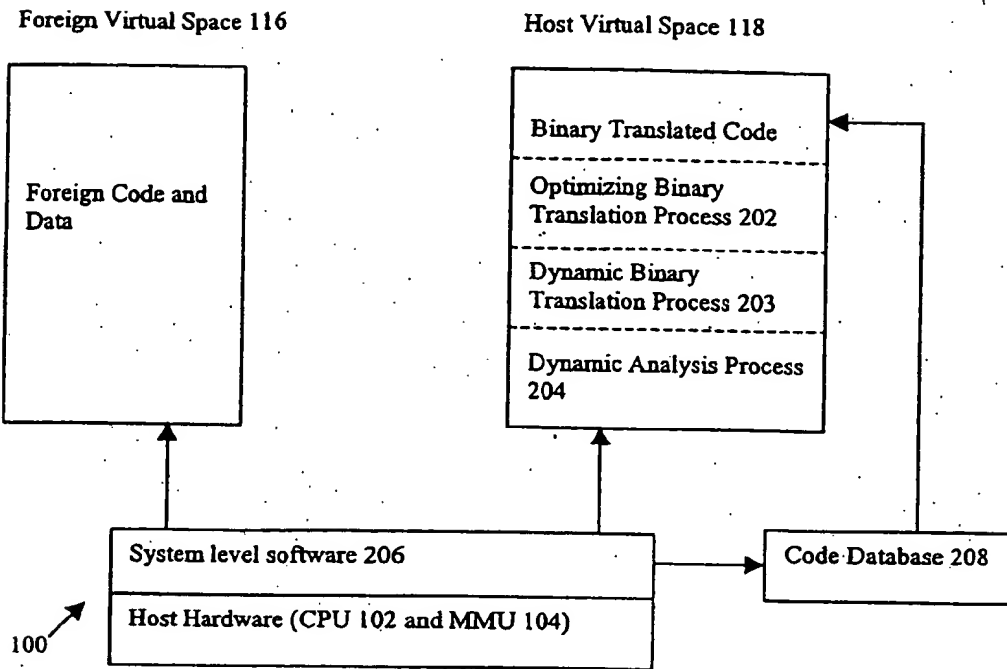 Foreign Virtual Space 116
Host Virtual Space 118
Foreign Code and
Data
Binary Translated Code
Optimizing Binary
Translation Process 202
Dynamic Binary
Translation Process 203
Dynamic Analysis Process
204
System level software 206
Host Hardware (CPU 102 and MMU 104)
Code Database 208
100